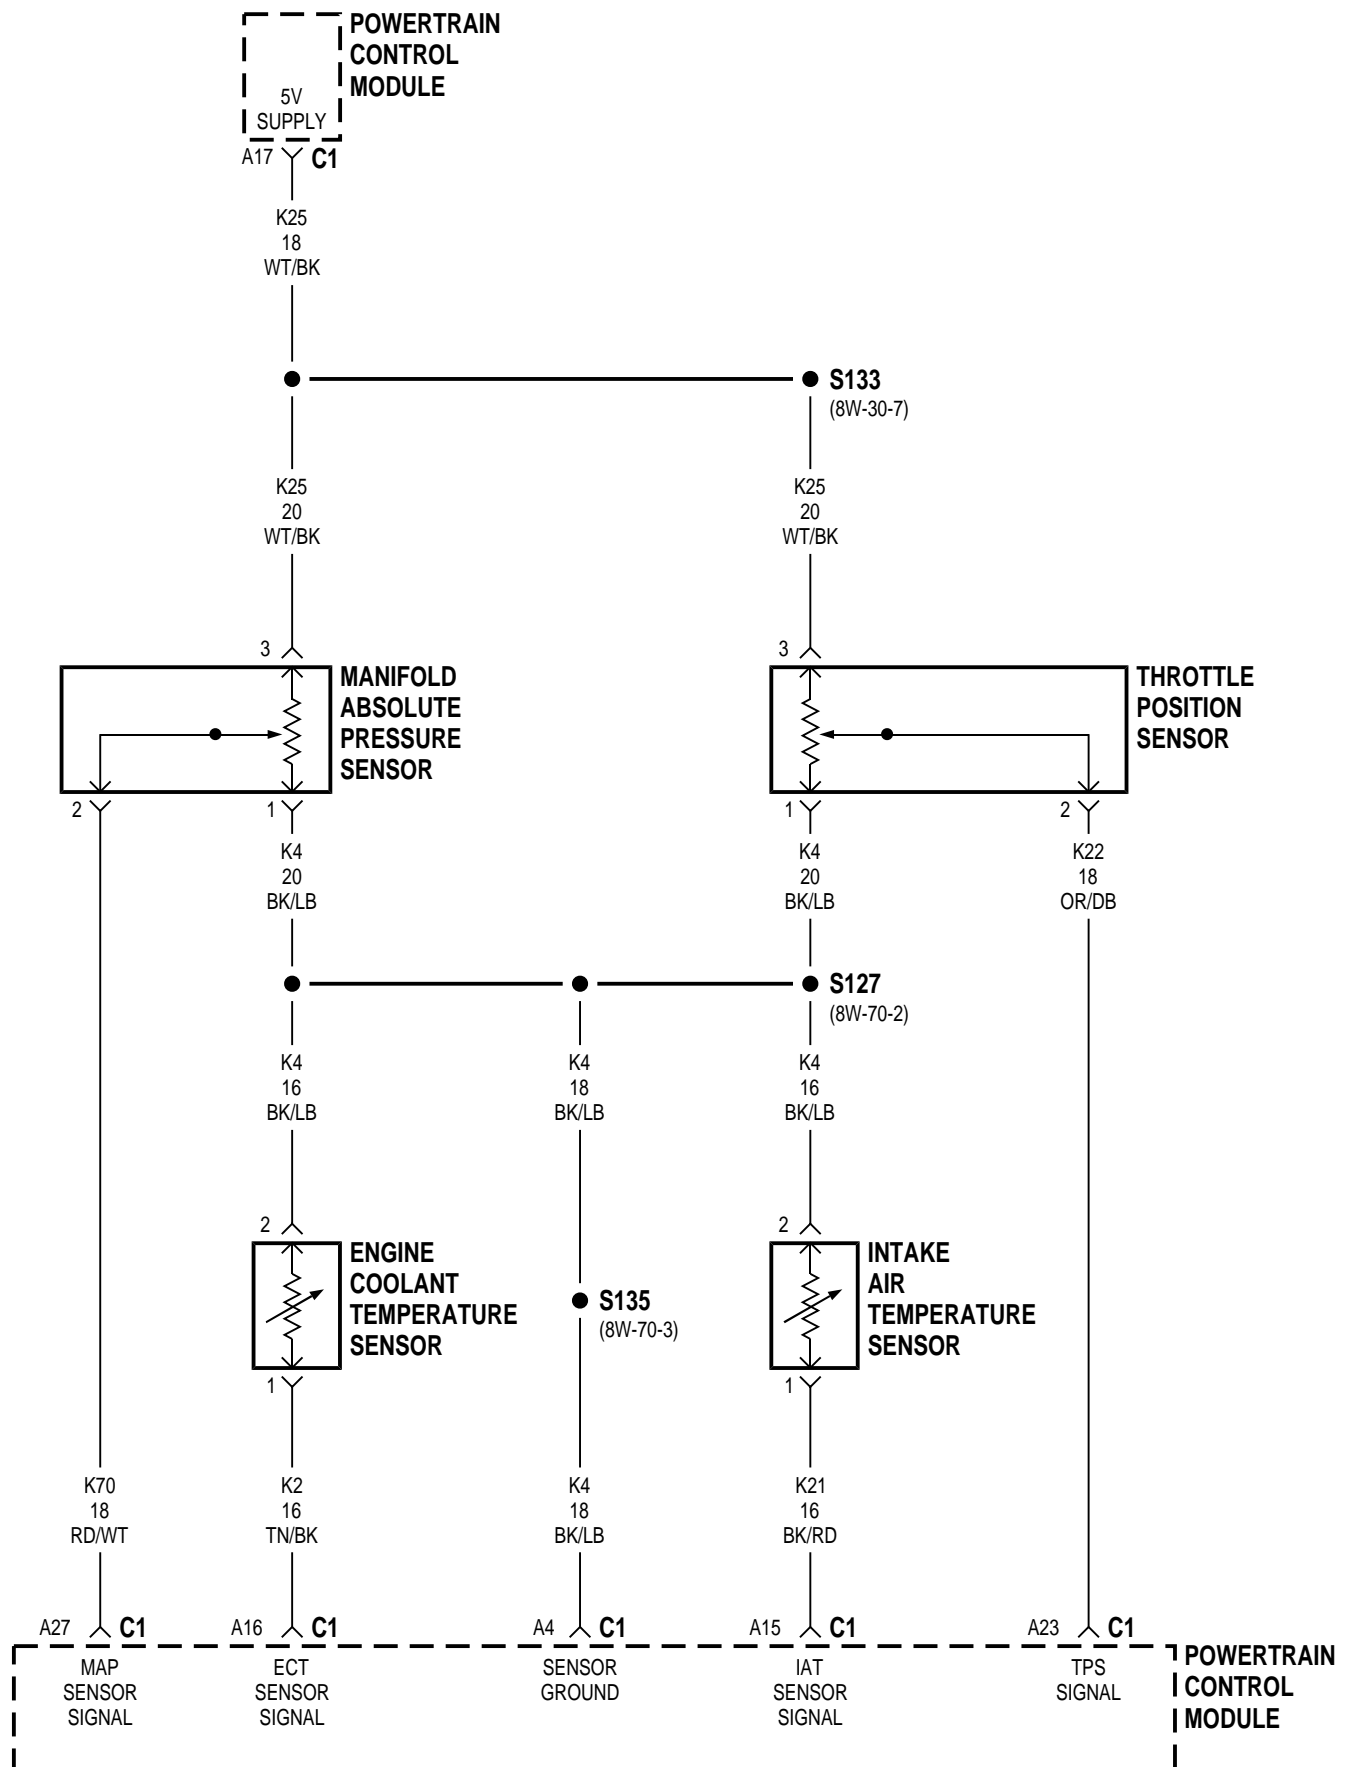 POWERTRAIN
CONTROL
MODULE
5V
SUPPLY
A17 C1
K25
18
WT/BK
S133
(8W-30-7)
K25
20
WT/BK
K25
20
WT/BK
3
MANIFOLD
ABSOLUTE
PRESSURE
SENSOR
3
THROTTLE
POSITION
SENSOR
2
1
1
2
K4
20
BK/LB
K4
20
BK/LB
K22
18
OR/DB
S127
(8W-70-2)
K4
16
BK/LB
K4
18
BK/LB
K4
16
BK/LB
2
ENGINE
COOLANT
TEMPERATURE
SENSOR
1
S135
(8W-70-3)
2
INTAKE
AIR
TEMPERATURE
SENSOR
1
K70
18
RD/WT
K2
16
TN/BK
K4
18
BK/LB
K21
16
BK/RD
A27 C1
A16 C1
A4 C1
A15 C1
A23 C1
MAP
SENSOR
SIGNAL
ECT
SENSOR
SIGNAL
SENSOR
GROUND
IAT
SENSOR
SIGNAL
TPS
SIGNAL
POWERTRAIN
CONTROL
MODULE